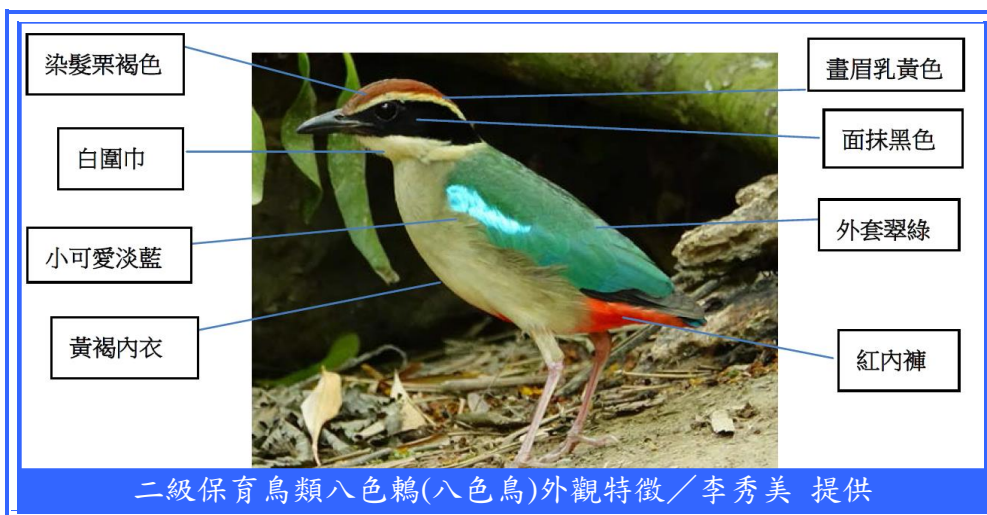 染髮栗褐色
白圍巾
小可愛淡藍
黃褐內衣
畫眉乳黃色
面抹黑色
外套翠綠
紅內褲
二級保育鳥類八色鶇(八色鳥)外觀特徵／李秀美 提供